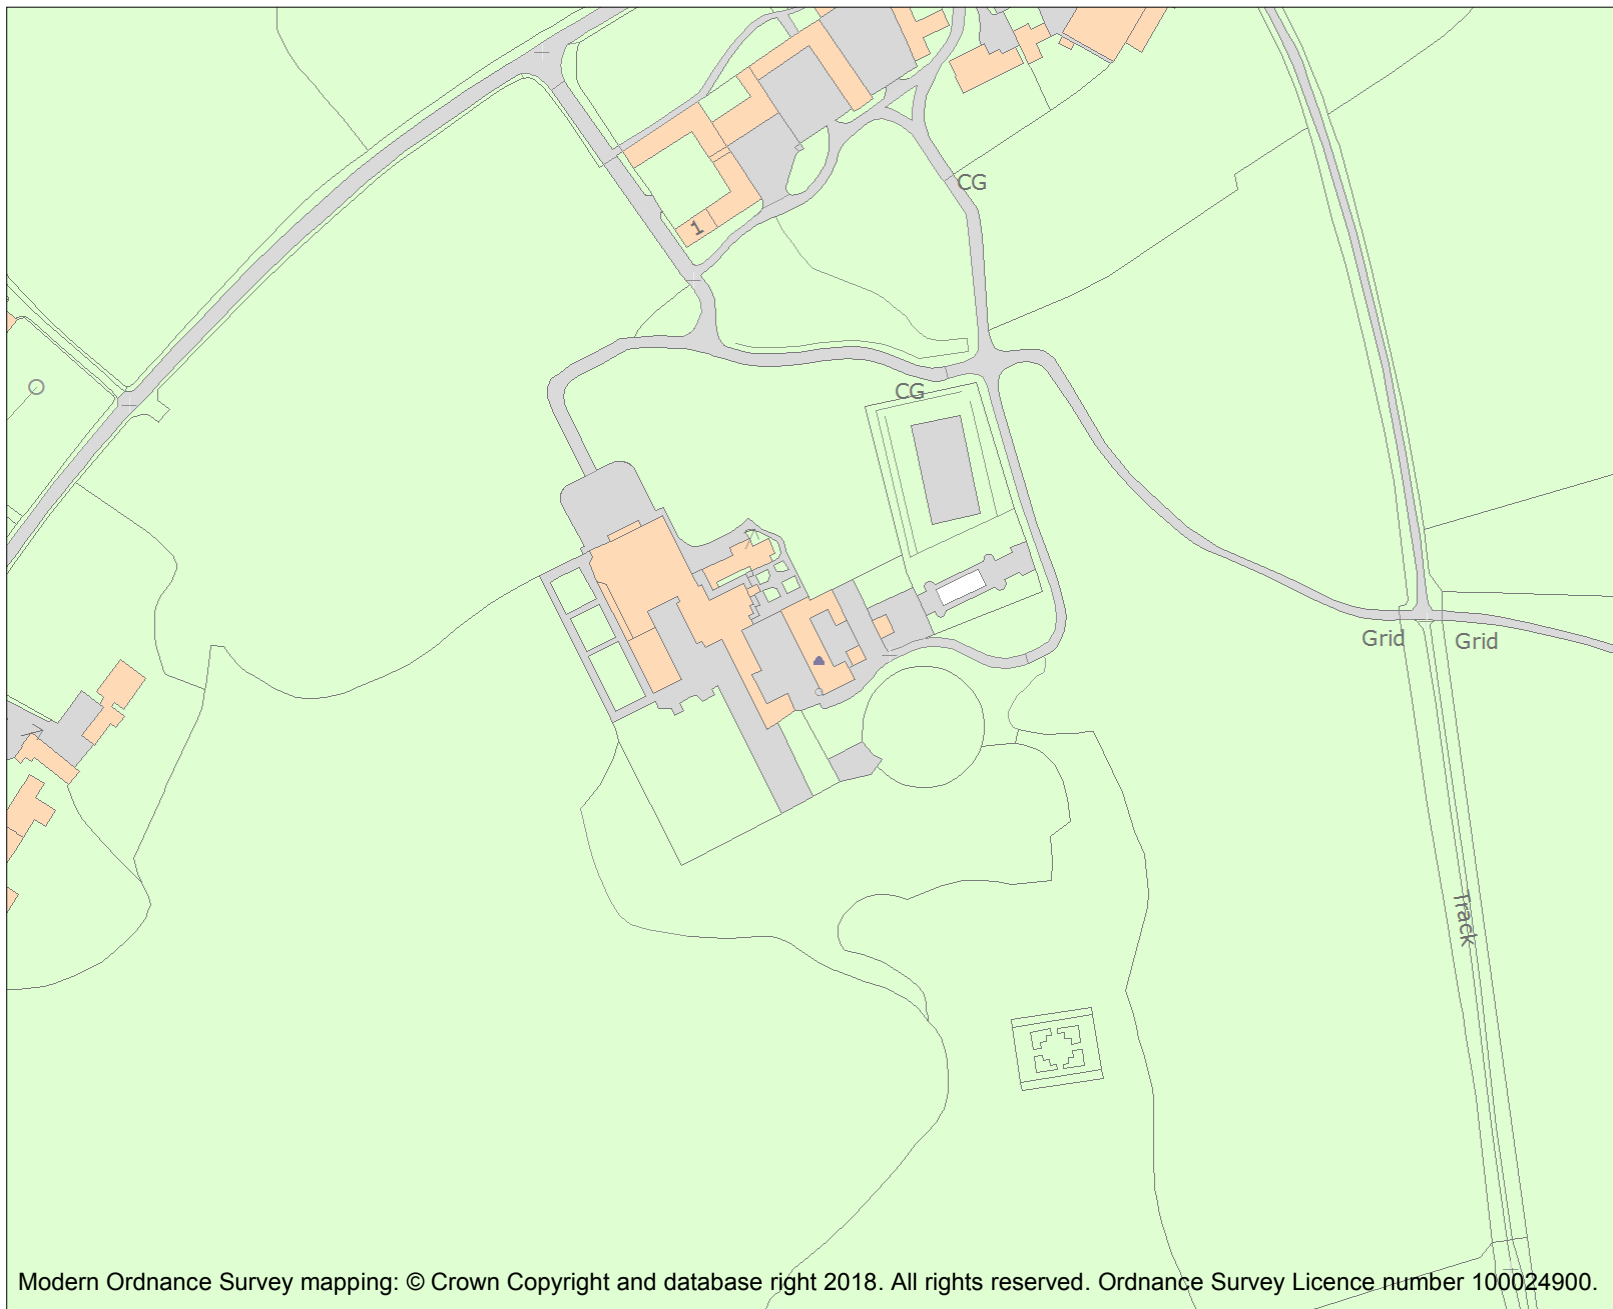 CG
1
CG
Grid
Grid
Track
Modern Ordnance Survey mapping: © Crown Copyright and database right 2018. All rights reserved. Ordnance Survey Licence number 100024900.